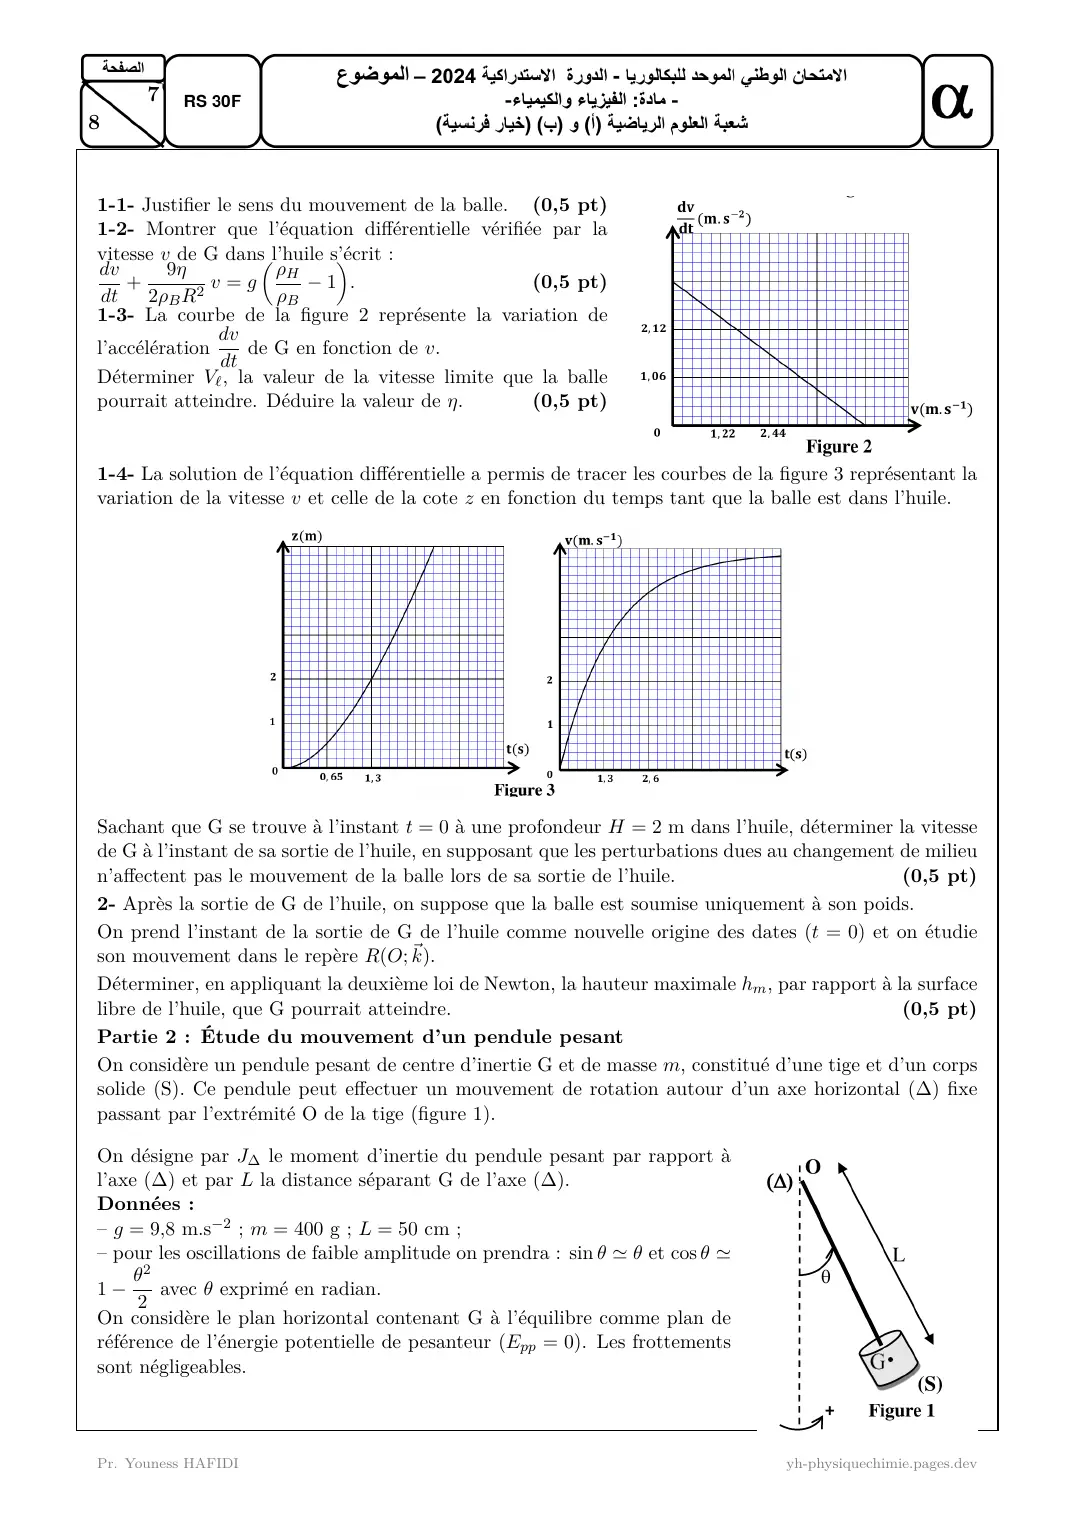 الصفحة
7
8
RS 30F
الامتحان الوطني الموحد للبكالوريا - الدورة الاستدراكية 2024 – الموضوع
- مادة: الفيزياء والكيمياء-
شعبة العلوم الرياضية (أ) و (ب) (خيار فرنسية)
α
1-1- Justifier le sens du mouvement de la balle. (0,5 pt)
1-2- Montrer que l'équation différentielle vérifiée par la
vitesse v de G dans l'huile s'écrit :
dv/dt + 9η/(2ρ_B R²) v = g (ρ_H/ρ_B − 1). (0,5 pt)
1-3- La courbe de la figure 2 représente la variation de
l'accélération dv/dt de G en fonction de v.
Déterminer V_ℓ, la valeur de la vitesse limite que la balle
pourrait atteindre. Déduire la valeur de η. (0,5 pt)
dv/dt (m.s⁻²)
2,12
1,06
0
1,22
2,44
v(m.s⁻¹)
Figure 2
1-4- La solution de l'équation différentielle a permis de tracer les courbes de la figure 3 représentant la
variation de la vitesse v et celle de la cote z en fonction du temps tant que la balle est dans l'huile.
z(m)
2
1
0
0,65
1,3
t(s)
v(m.s⁻¹)
2
1
0
1,3
2,6
t(s)
Figure 3
Sachant que G se trouve à l'instant t = 0 à une profondeur H = 2 m dans l'huile, déterminer la vitesse
de G à l'instant de sa sortie de l'huile, en supposant que les perturbations dues au changement de milieu
n'affectent pas le mouvement de la balle lors de sa sortie de l'huile. (0,5 pt)
2- Après la sortie de G de l'huile, on suppose que la balle est soumise uniquement à son poids.
On prend l'instant de la sortie de G de l'huile comme nouvelle origine des dates (t = 0) et on étudie
son mouvement dans le repère R(O; k⃗).
Déterminer, en appliquant la deuxième loi de Newton, la hauteur maximale h_m, par rapport à la surface
libre de l'huile, que G pourrait atteindre. (0,5 pt)
Partie 2 : Étude du mouvement d'un pendule pesant
On considère un pendule pesant de centre d'inertie G et de masse m, constitué d'une tige et d'un corps
solide (S). Ce pendule peut effectuer un mouvement de rotation autour d'un axe horizontal (Δ) fixe
passant par l'extrémité O de la tige (figure 1).
On désigne par J_Δ le moment d'inertie du pendule pesant par rapport à
l'axe (Δ) et par L la distance séparant G de l'axe (Δ).
Données :
– g = 9,8 m.s⁻² ; m = 400 g ; L = 50 cm ;
– pour les oscillations de faible amplitude on prendra : sin θ ≃ θ et cos θ ≃
1 − θ²/2 avec θ exprimé en radian.
On considère le plan horizontal contenant G à l'équilibre comme plan de
référence de l'énergie potentielle de pesanteur (E_pp = 0). Les frottements
sont négligeables.
O
(Δ)
L
θ
G
(S)
+
Figure 1
Pr. Youness HAFIDI
yh-physiquechimie.pages.dev